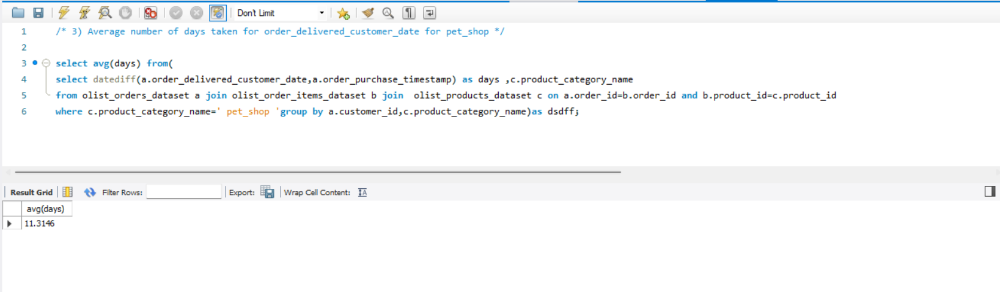 Don't Limit
1 /* 3) Average number of days taken for order_delivered_customer_date for pet_shop */
2
3 select avg(days) from(
4 select datediff(a.order_delivered_customer_date,a.order_purchase_timestamp) as days ,c.product_category_name
5 from olist_orders_dataset a join olist_order_items_dataset b join  olist_products_dataset c on a.order_id=b.order_id and b.product_id=c.product_id
6 where c.product_category_name=' pet_shop 'group by a.customer_id,c.product_category_name)as dsdff;
Result Grid Filter Rows: Export: Wrap Cell Content: IA
avg(days)
11.3146